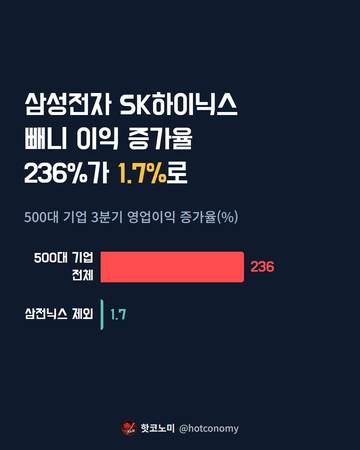 삼성전자 SK하이닉스
빼니 이익 증가율
236%가 1.7%로
500대 기업 3분기 영업이익 증가율(%)
500대 기업
전체
236
삼전닉스 제외
1.7
핫코노미 @hotconomy